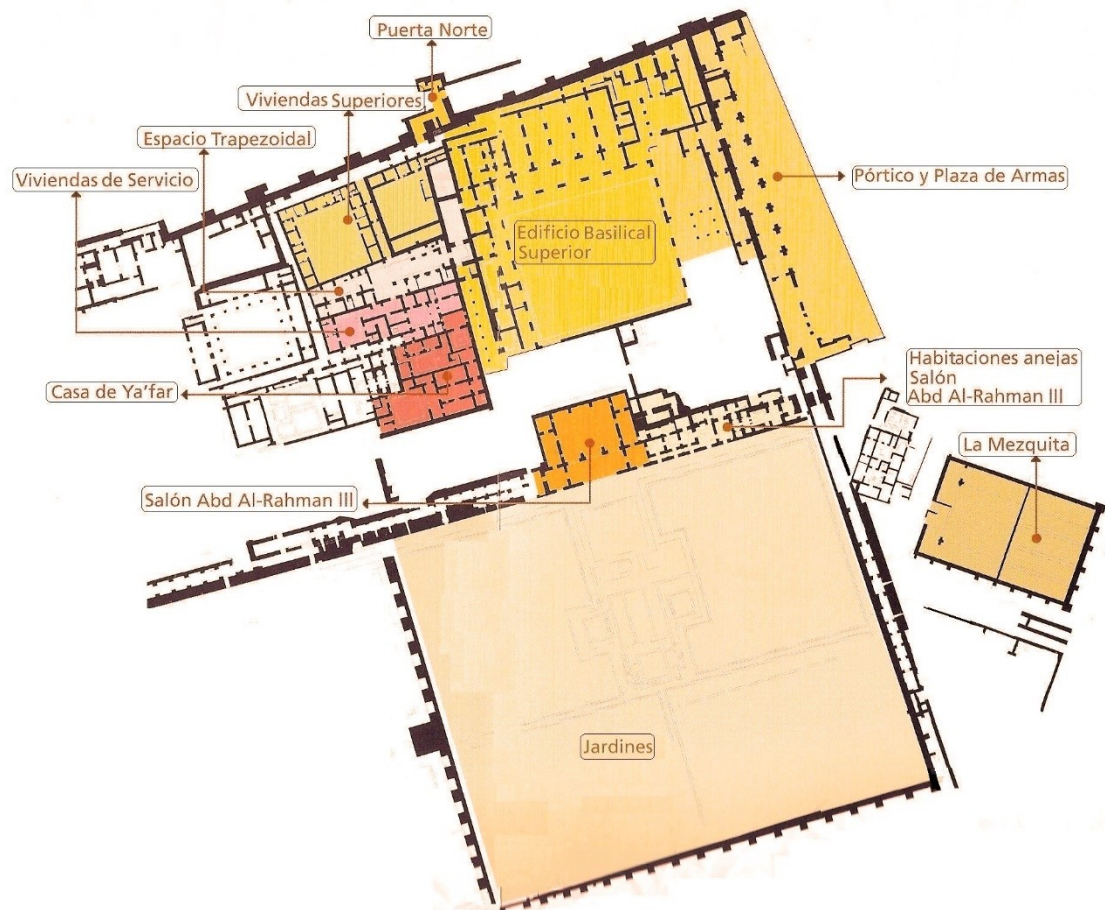 Puerta Norte
Viviendas Superiores
Espacio Trapezoidal
Viviendas de Servicio
Pórtico y Plaza de Armas
Edificio Basilical
Superior
Casa de Ya'far
Habitaciones anejas
Salón
Abd Al-Rahman III
La Mezquita
Salón Abd Al-Rahman III
Jardines